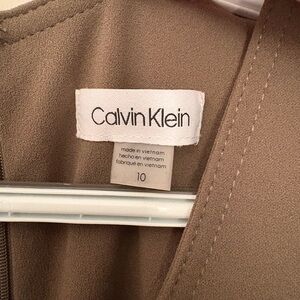 Calvin Klein
made in vietnam
hecho en vietnam
fabriqué en vietnam
10